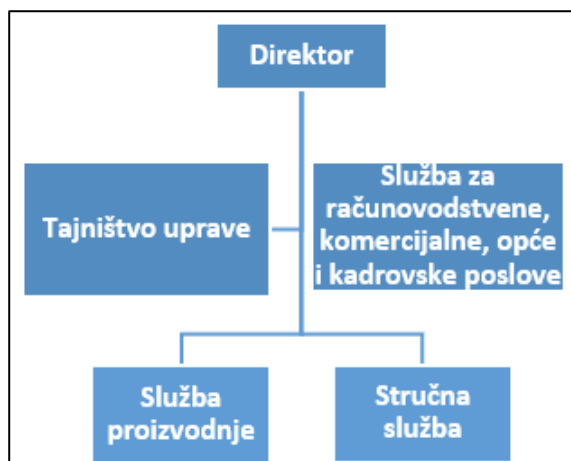 Direktor
Tajništvo uprave
Služba za
računovodstvene,
komercijalne, opće
i kadrovske poslove
Služba
proizvodnje
Stručna
služba